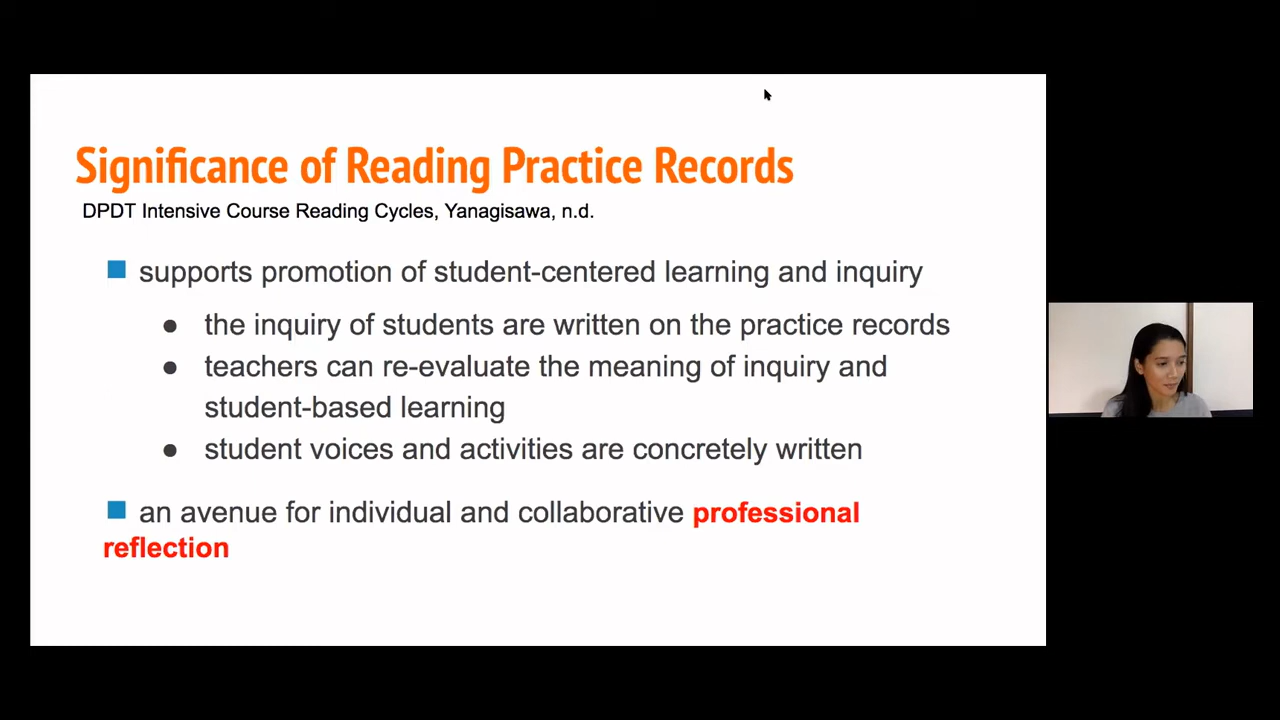 Significance of Reading Practice Records
DPDT Intensive Course Reading Cycles, Yanagisawa, n.d.
■ supports promotion of student-centered learning and inquiry
● the inquiry of students are written on the practice records
● teachers can re-evaluate the meaning of inquiry and
student-based learning
● student voices and activities are concretely written
■ an avenue for individual and collaborative professional
reflection